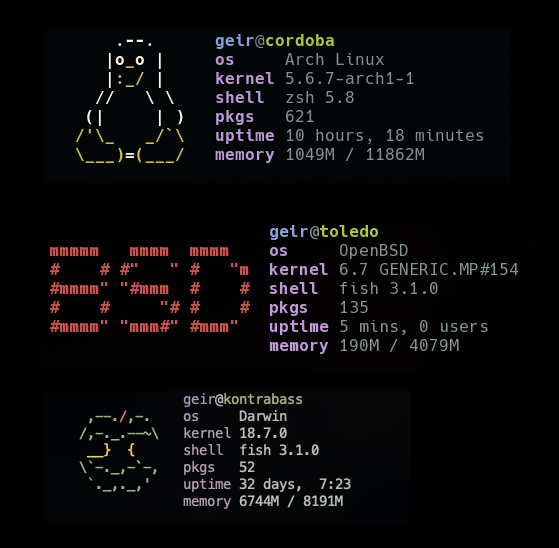 geir@cordoba
os Arch Linux
kernel 5.6.7-arch1-1
shell zsh 5.8
pkgs 621
uptime 10 hours, 18 minutes
memory 1049M / 11862M
geir@toledo
os OpenBSD
kernel 6.7 GENERIC.MP#154
shell fish 3.1.0
pkgs 135
uptime 5 mins, 0 users
memory 190M / 4079M
geir@kontrabass
os Darwin
kernel 18.7.0
shell fish 3.1.0
pkgs 52
uptime 32 days, 7:23
memory 6744M / 8191M